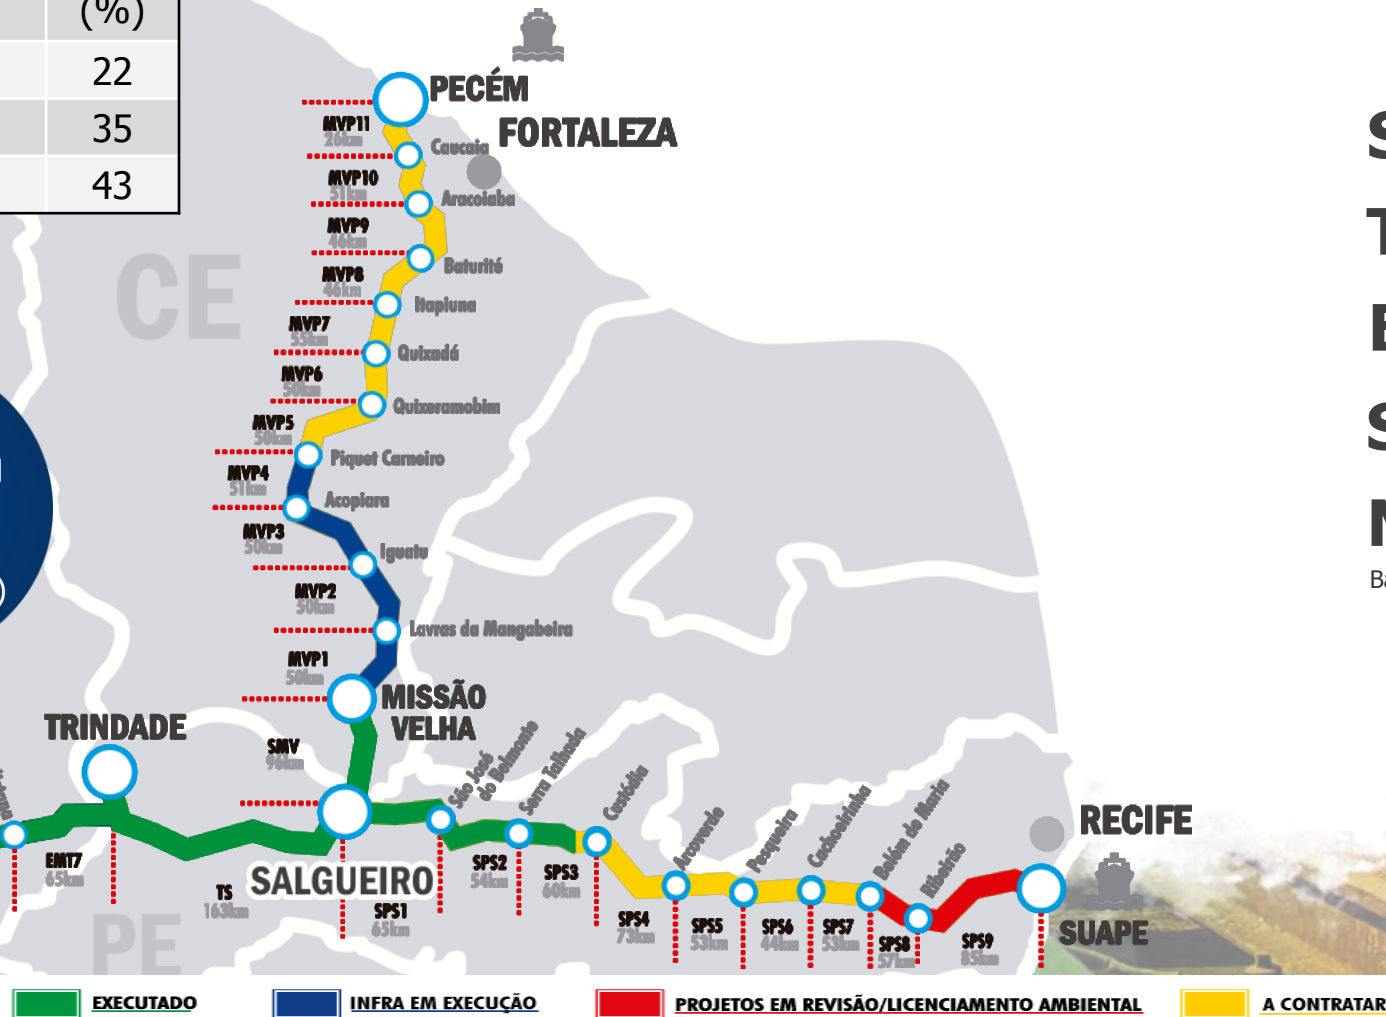 (%)
22
35
43
PECÉM
FORTALEZA
MVP11
26km
Caucaia
MVP10
51km
Aracoiaba
MVP9
46km
Baturité
MVP8
46km
Itapiuna
MVP7
55km
Quixadá
MVP6
50km
Quixeramobim
MVP5
50km
Piquet Carneiro
MVP4
51km
Acopiara
MVP3
50km
Iguatu
MVP2
50km
Lavras da Mangabeira
MVP1
50km
MISSÃO
VELHA
CE
TRINDADE
SMV
96km
São José
do Belmonte
Serra Talhada
Custódia
Arcoverde
Pesqueira
Cachoeirinha
Belém de Maria
Ribeirão
RECIFE
SUAPE
SALGUEIRO
EMT7
65km
TS
163km
SPS1
65km
SPS2
54km
SPS3
60km
SPS4
73km
SPS5
53km
SPS6
44km
SPS7
53km
SPS8
57km
SPS9
85km
PE
S
T
E
S
Ba
EXECUTADO
INFRA EM EXECUÇÃO
PROJETOS EM REVISÃO/LICENCIAMENTO AMBIENTAL
A CONTRATAR